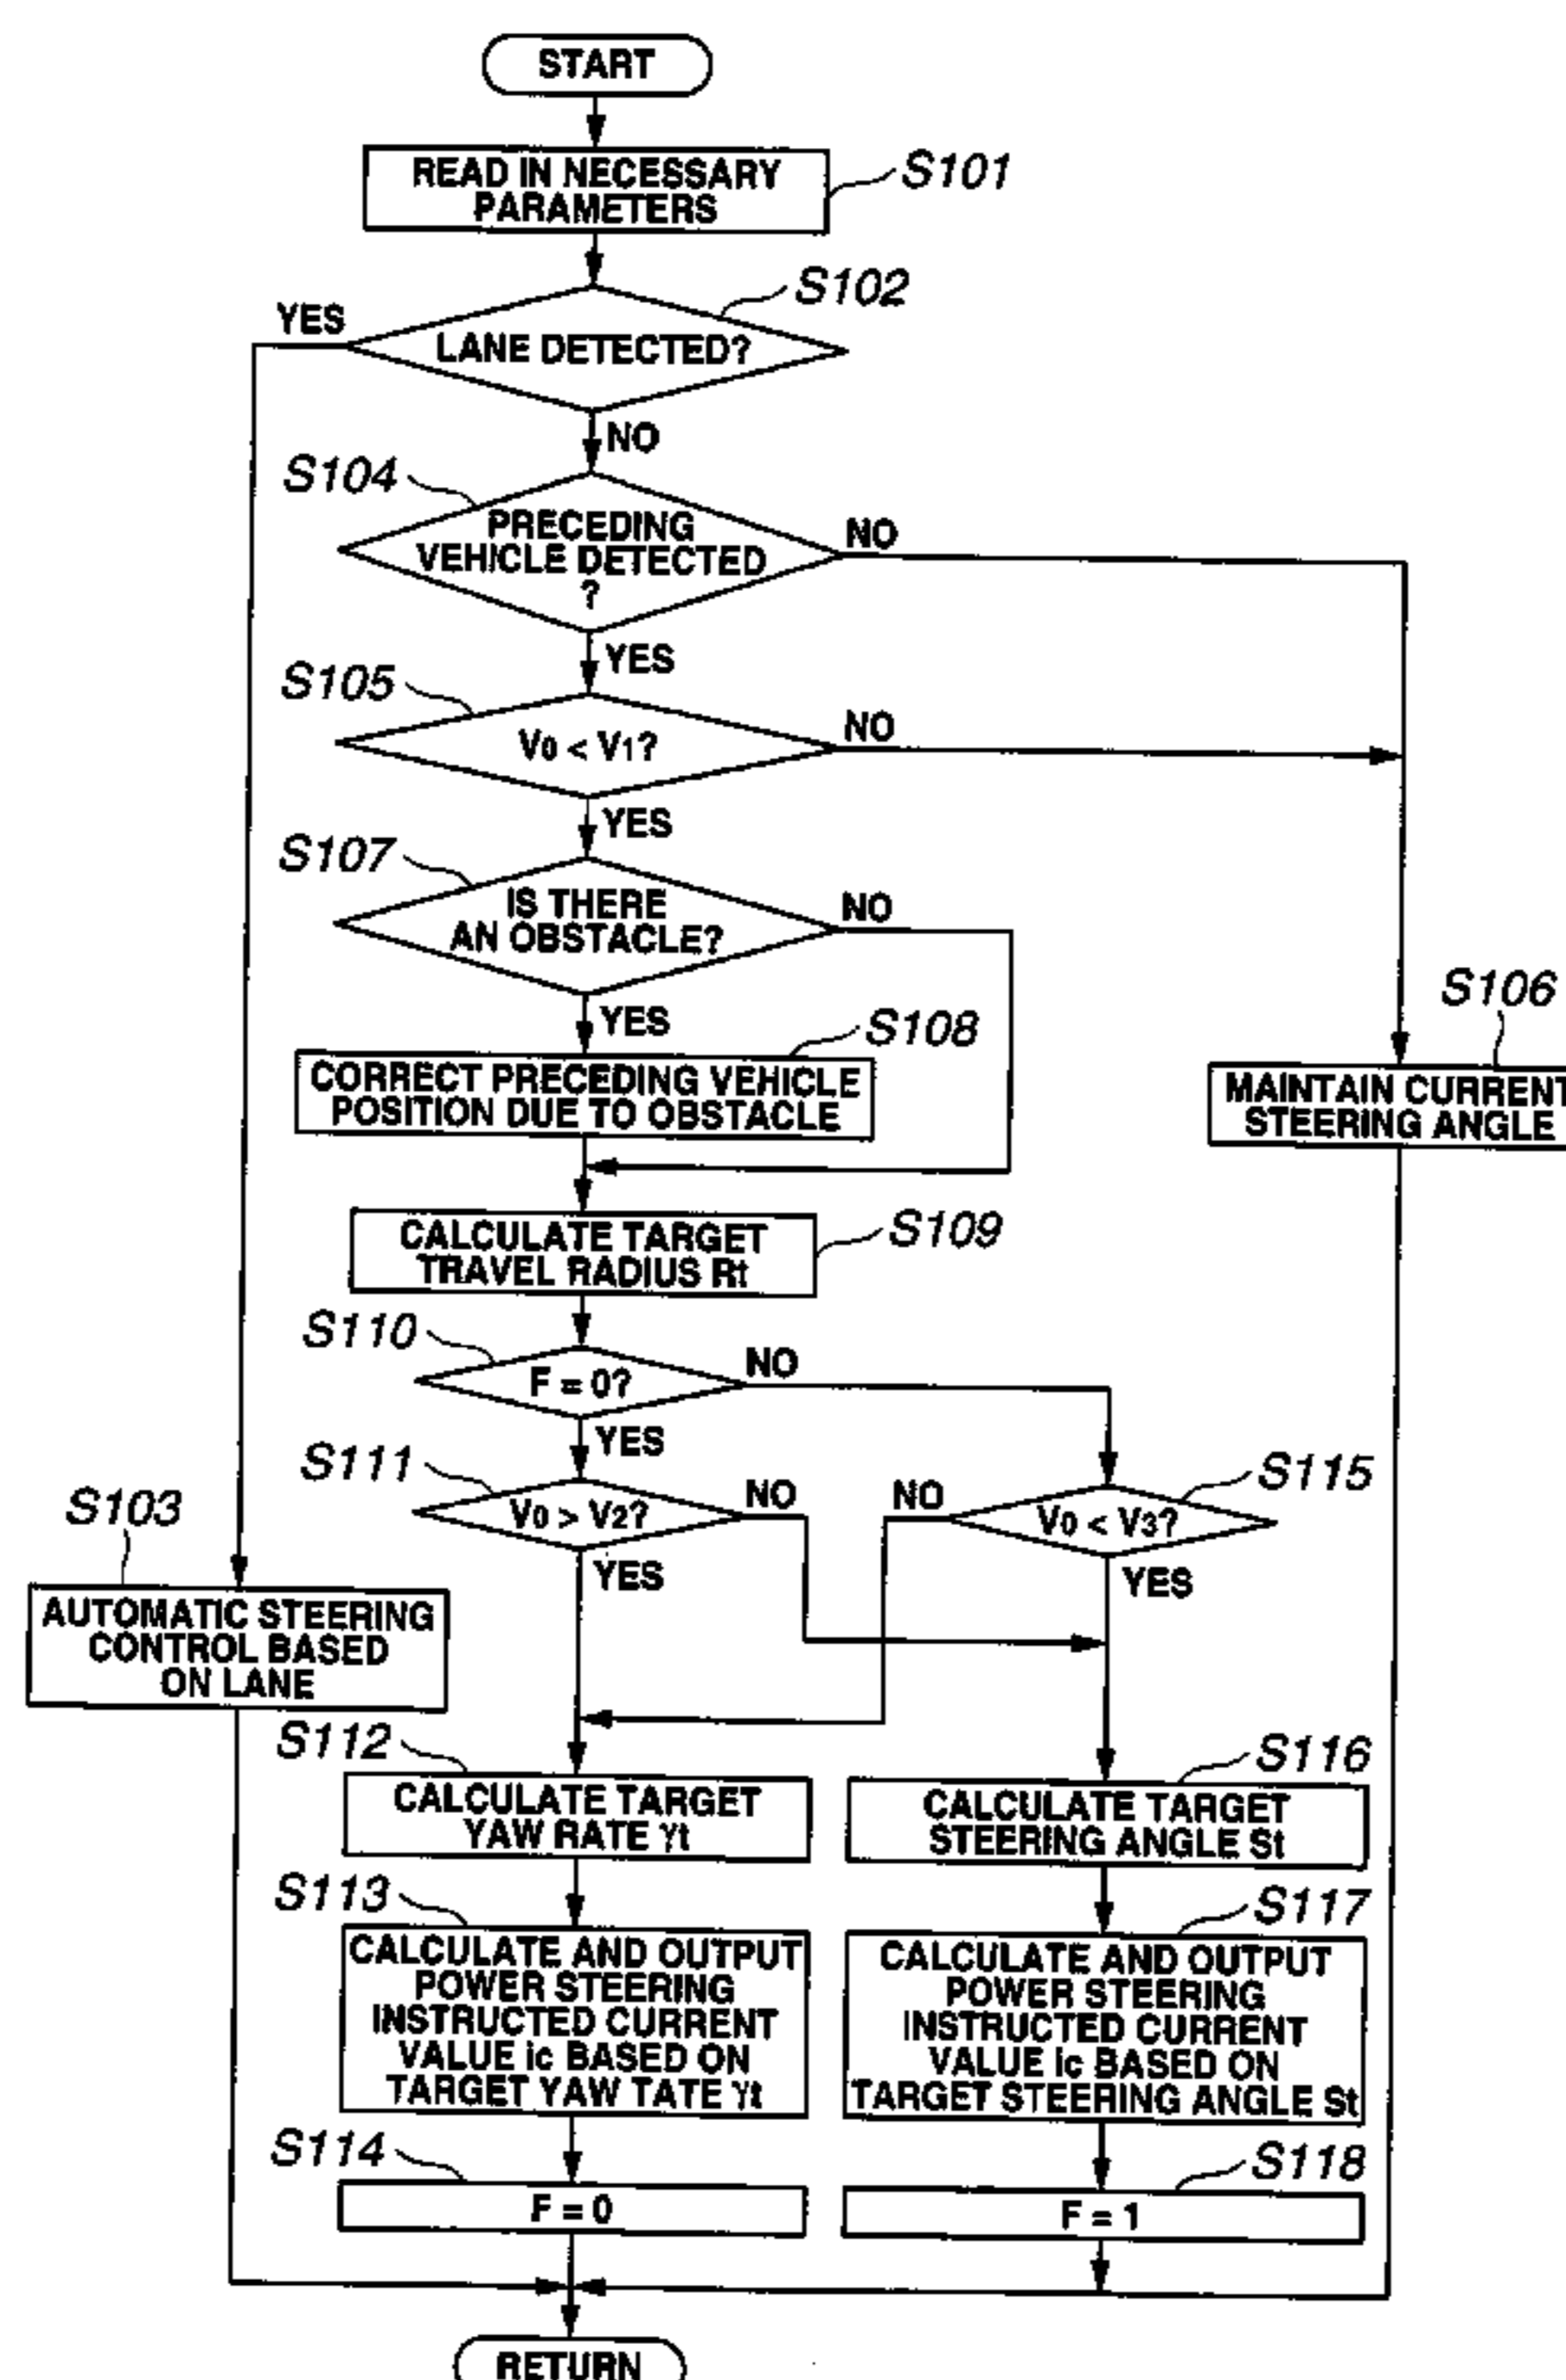 START
READ IN NECESSARY
PARAMETERS
S101
S102
YES
LANE DETECTED?
NO
S104
PRECEDING
VEHICLE DETECTED
?
NO
YES
S105
V0 < V1?
NO
YES
S107
IS THERE
AN OBSTACLE?
NO
YES
S108
CORRECT PRECEDING VEHICLE
POSITION DUE TO OBSTACLE
S106
MAINTAIN CURRENT
STEERING ANGLE
CALCULATE TARGET
TRAVEL RADIUS Rt
S109
S110
F = 0?
NO
YES
S111
V0 > V2?
NO
YES
S115
NO
V0 < V3?
YES
S103
AUTOMATIC STEERING
CONTROL BASED
ON LANE
S112
CALCULATE TARGET
YAW RATE γt
S116
CALCULATE TARGET
STEERING ANGLE St
S113
CALCULATE AND OUTPUT
POWER STEERING
INSTRUCTED CURRENT
VALUE ic BASED ON
TARGET YAW TATE γt
S117
CALCULATE AND OUTPUT
POWER STEERING
INSTRUCTED CURRENT
VALUE ic BASED ON
TARGET STEERING ANGLE St
S114
F = 0
S118
F = 1
RETURN